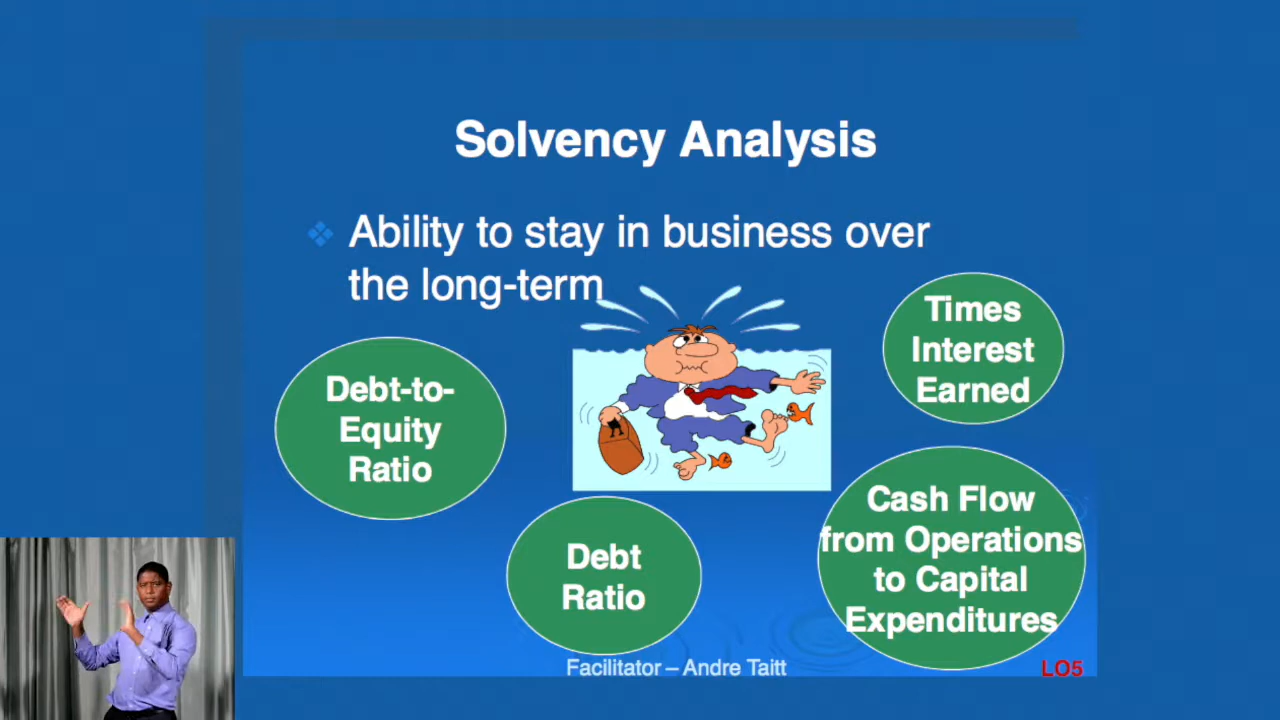 Solvency Analysis
Ability to stay in business over
the long-term
Times
Interest
Earned
Debt-to-
Equity
Ratio
Cash Flow
from Operations
to Capital
Expenditures
Debt
Ratio
Facilitator – Andre Taitt
LO5